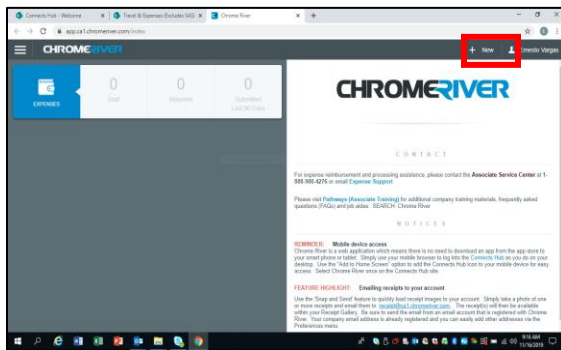 Connects Hub - Welcome
Travel & Expenses (Excludes SAS)
Chrome River
app.ca1.chromeriver.com/index
CHROMERIVER
+ New
Ernesto Vargas
EXPENSES
0
Draft
0
Returned
0
Submitted
Last 90 Days
CHROMERIVER
CONTACT
For expense reimbursement and processing assistance, please contact the Associate Service Center at 1-
888-988-4276 or email Expense Support
Please visit Pathways (Associate Training) for additional company training materials, frequently asked
questions (FAQs) and job aides. SEARCH: Chrome River
NOTICES
REMINDER: Mobile device access
Chrome River is a web application which means there is no need to download an app from the app store to
your smart phone or tablet. Simply use your mobile browser to log into the Connects Hub as you do on your
desktop. Use the "Add to Home Screen" option to add the Connects Hub Icon to your mobile device for easy
access. Select Chrome River once on the Connects Hub site.
FEATURE HIGHLIGHT: Emailing receipts to your account
Use the 'Snap and Send' feature to quickly load receipt images to your account. Simply take a photo of one
or more receipts and email them to receipt@ca1.chromeriver.com. The receipt(s) will then be available
within your Receipt Gallery. Be sure to send the email from an email account that is registered with Chrome
River. Your company email address is already registered and you can easily add other addresses via the
Preferences menu.
9:16 AM
11/16/2019